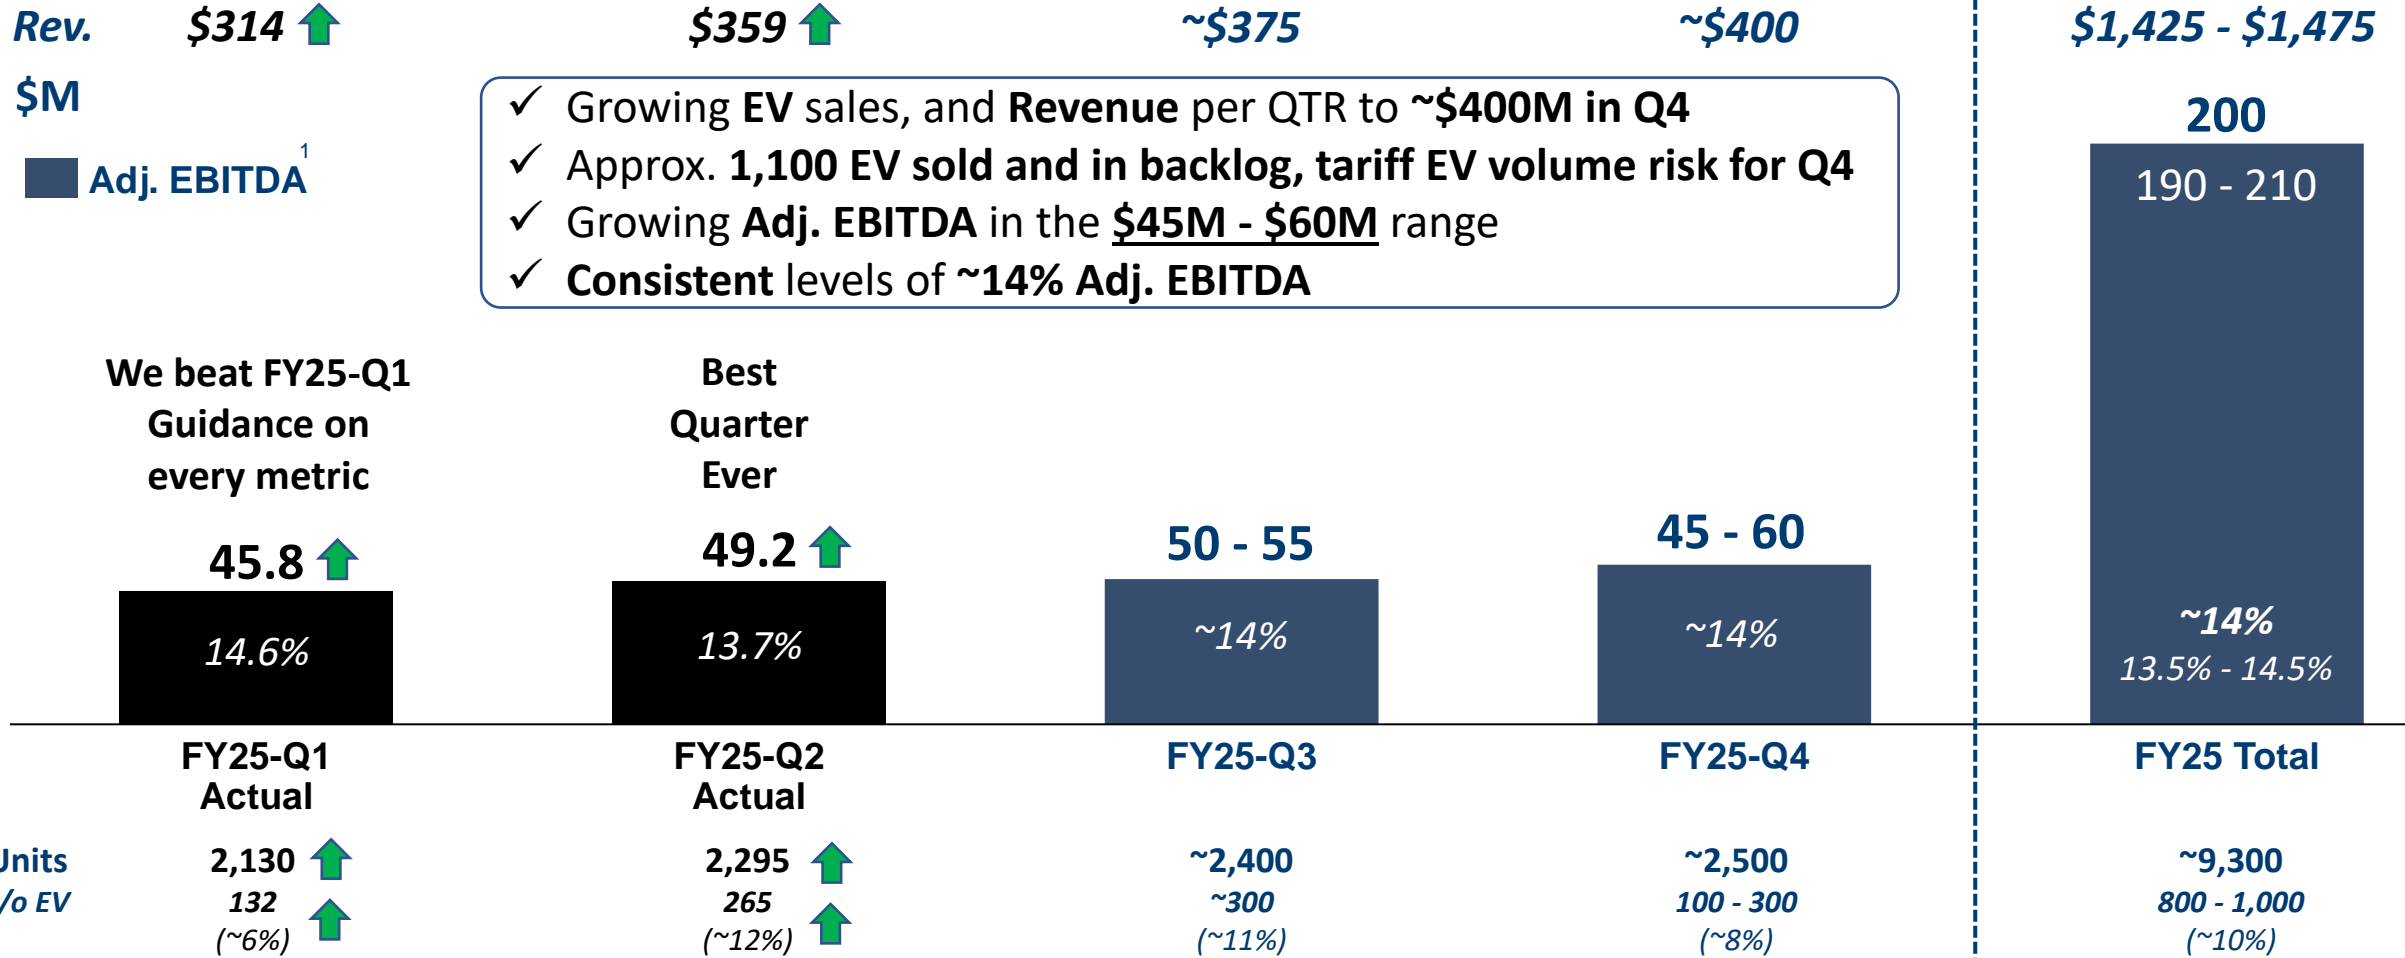 Rev. $314 $359 ~$375 ~$400 $1,425 - $1,475
$M
Adj. EBITDA1
✓ Growing EV sales, and Revenue per QTR to ~$400M in Q4
✓ Approx. 1,100 EV sold and in backlog, tariff EV volume risk for Q4
✓ Growing Adj. EBITDA in the $45M - $60M range
✓ Consistent levels of ~14% Adj. EBITDA
200
190 - 210
We beat FY25-Q1
Guidance on
every metric
Best
Quarter
Ever
45.8 49.2 50 - 55 45 - 60
14.6% 13.7% ~14% ~14% ~14%
13.5% - 14.5%
FY25-Q1
Actual
FY25-Q2
Actual
FY25-Q3
FY25-Q4
FY25 Total
Units 2,130 2,295 ~2,400 ~2,500 ~9,300
/o EV 132 265 ~300 100 - 300 800 - 1,000
(~6%) (~12%) (~11%) (~8%) (~10%)